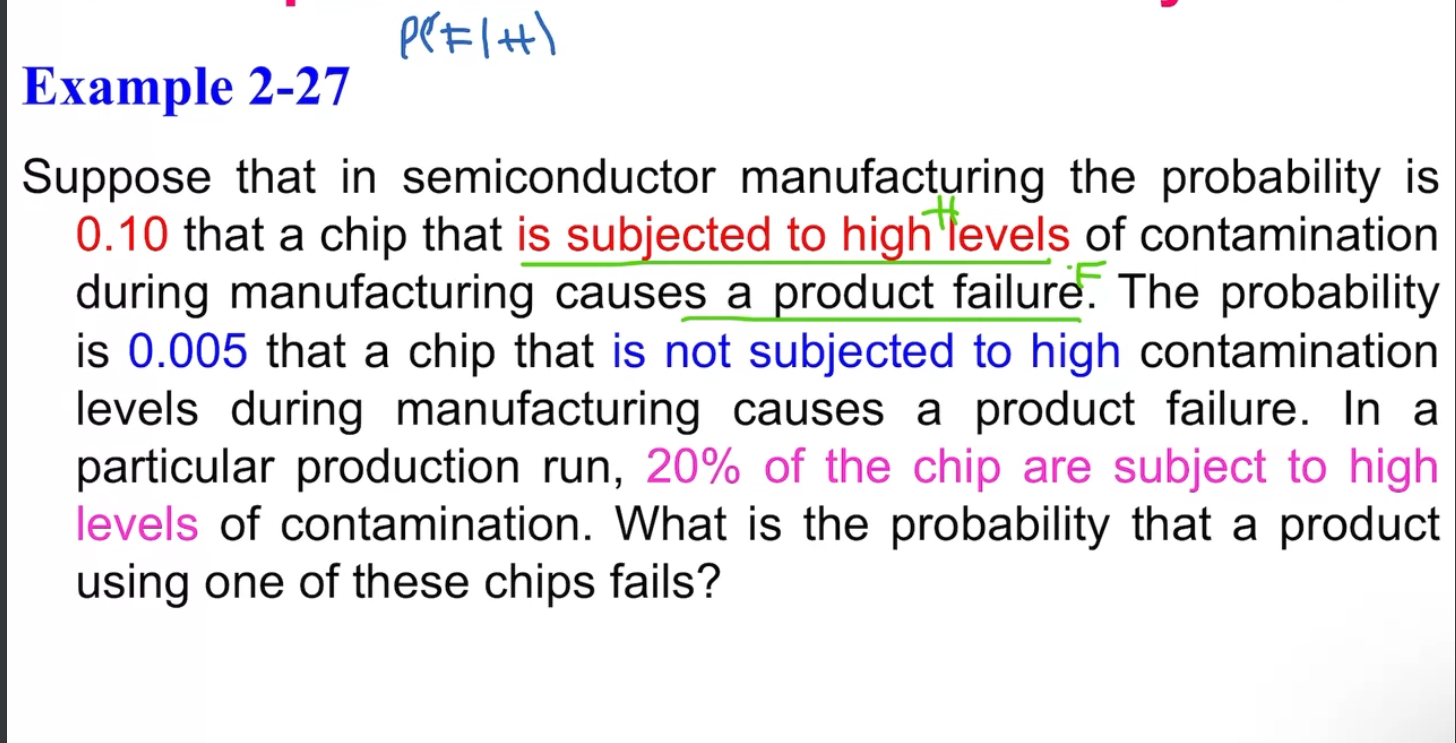 P(F|H)
Example 2-27
Suppose that in semiconductor manufacturing the probability is
H
0.10 that a chip that is subjected to high levels of contamination
F
during manufacturing causes a product failure. The probability
is 0.005 that a chip that is not subjected to high contamination
levels during manufacturing causes a product failure. In a
particular production run, 20% of the chip are subject to high
levels of contamination. What is the probability that a product
using one of these chips fails?